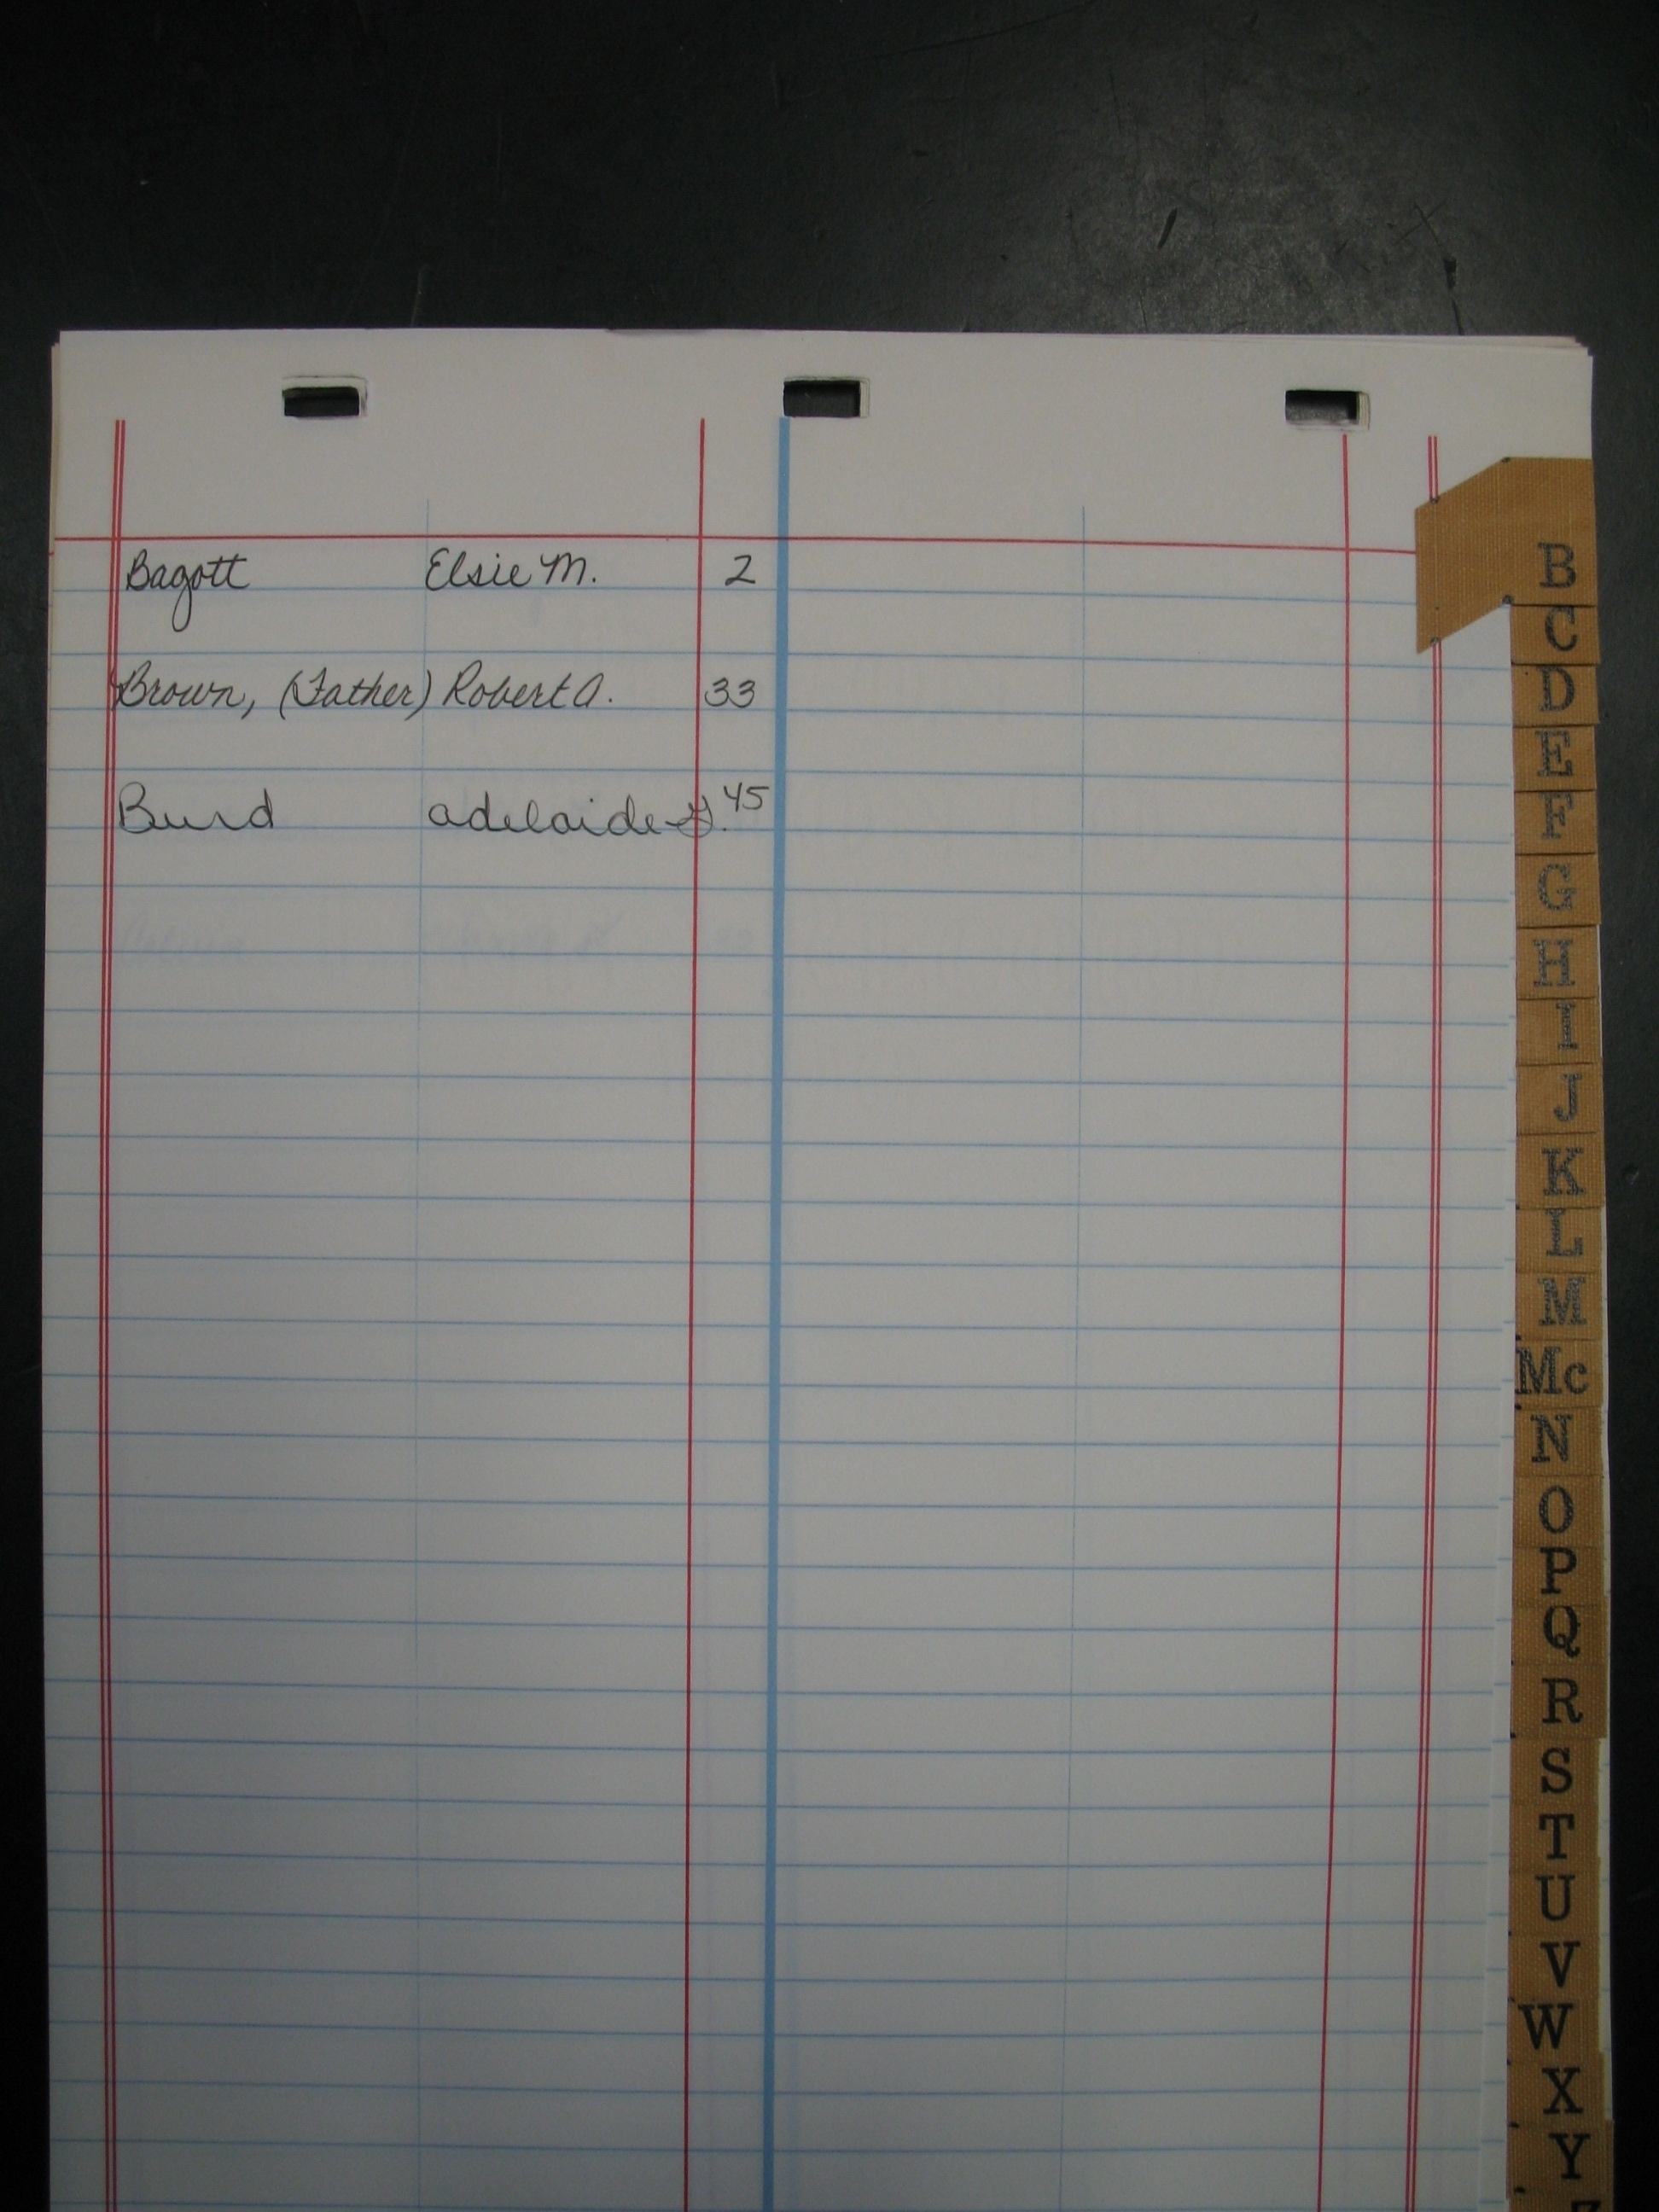 Bagott Elsie M. 2
Brown, (Father) Robert A. 33
Burd adelaide 45
B
C
D
E
F
G
H
I
J
K
L
M
Mc
N
O
P
Q
R
S
T
U
V
W
X
Y